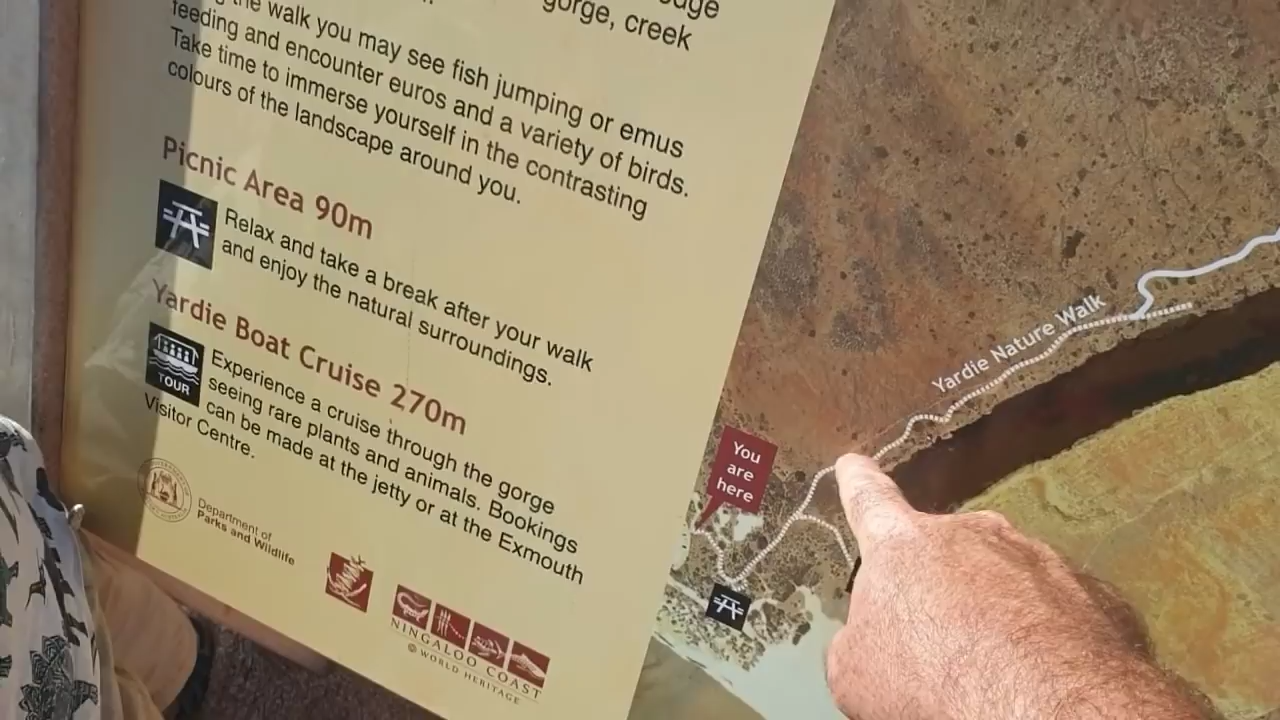 gorge, creek
the walk you may see fish jumping or emus
feeding and encounter euros and a variety of birds.
Take time to immerse yourself in the contrasting
colours of the landscape around you.
Picnic Area 90m
Relax and take a break after your walk
and enjoy the natural surroundings.
Yardie Boat Cruise 270m
Experience a cruise through the gorge
seeing rare plants and animals. Bookings
can be made at the jetty or at the Exmouth
Visitor Centre.
TOUR
Department of
Parks and Wildlife
NINGALOO COAST
WORLD HERITAGE
Yardie Nature Walk
You
are
here